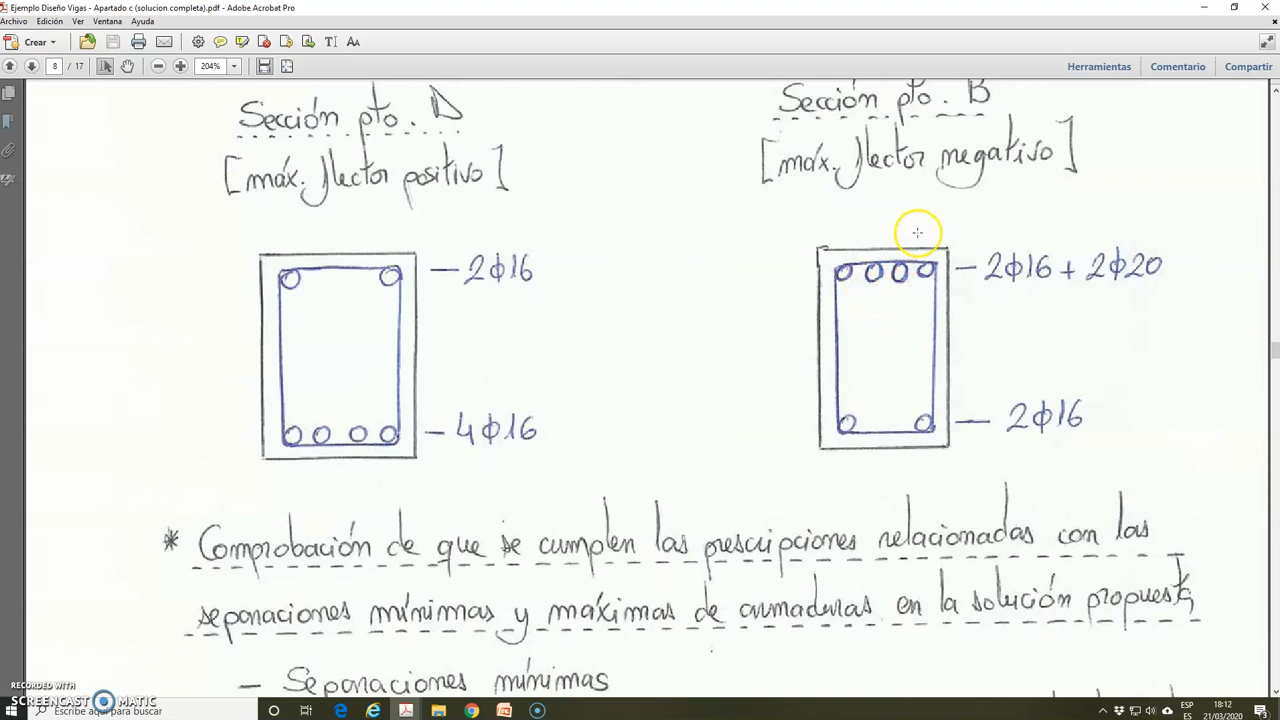 Ejemplo Diseño Vigas - Apartado c (solucion completa).pdf - Adobe Acrobat Pro
Archivo Edición Ver Ventana Ayuda
Crear
8 / 17
204%
Herramientas Comentario Compartir
Sección pto. D
[máx. flector positivo]
Sección pto. B
[máx. flector negativo]
— 2ϕ16
— 4ϕ16
— 2ϕ16 + 2ϕ20
— 2ϕ16
* Comprobación de que se cumplen las prescripciones relacionadas con las
separaciones mínimas y máximas de armaduras en la solución propuesta
— Separaciones mínimas
RECORDED WITH
SCREENCAST MATIC
Escribe aquí para buscar
ESP
ES
18:12
21/03/2020
3